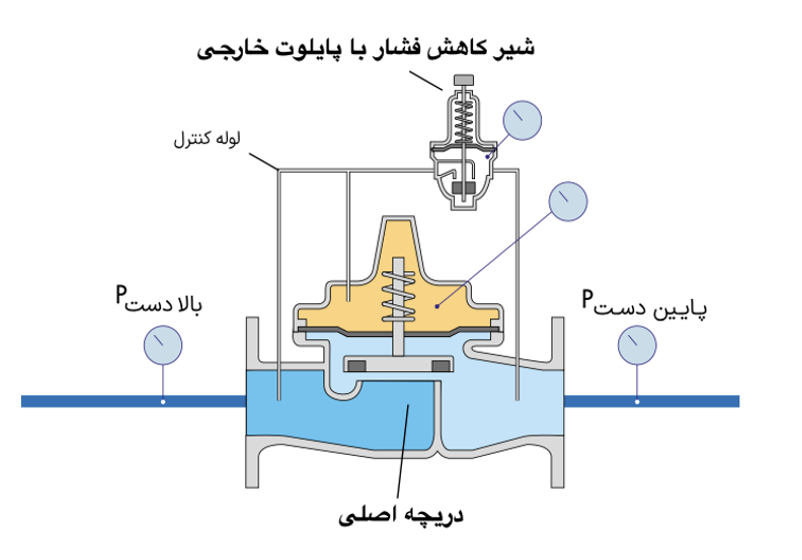 شیر کاهش فشار با پایلوت خارجی
لوله کنترل
P بالا دست
P پایین دست
دریچه اصلی